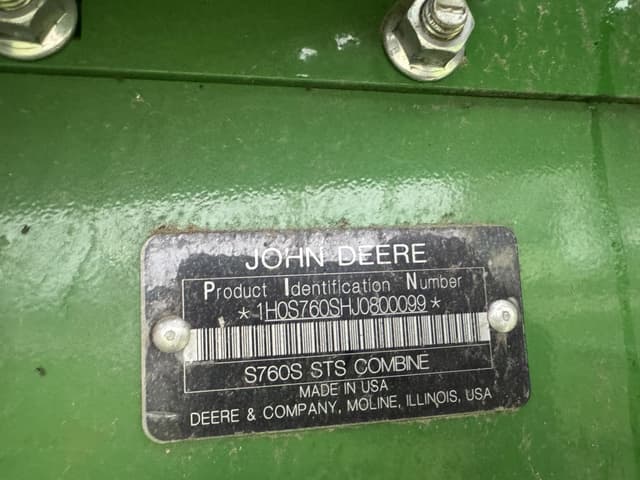 JOHN DEERE
Product Identification Number
*1H0S760SHJ0800099*
S760S STS COMBINE
MADE IN USA
DEERE & COMPANY, MOLINE, ILLINOIS, USA